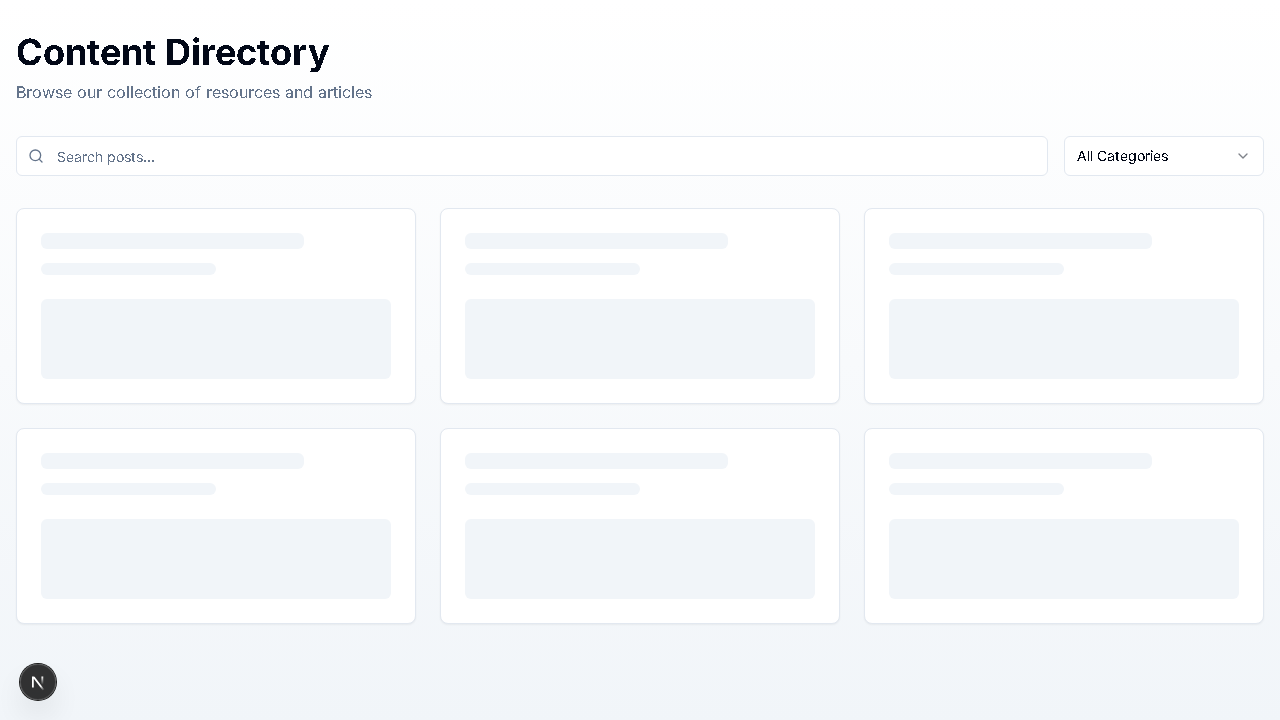 Content Directory
Browse our collection of resources and articles
Search posts...
All Categories
N